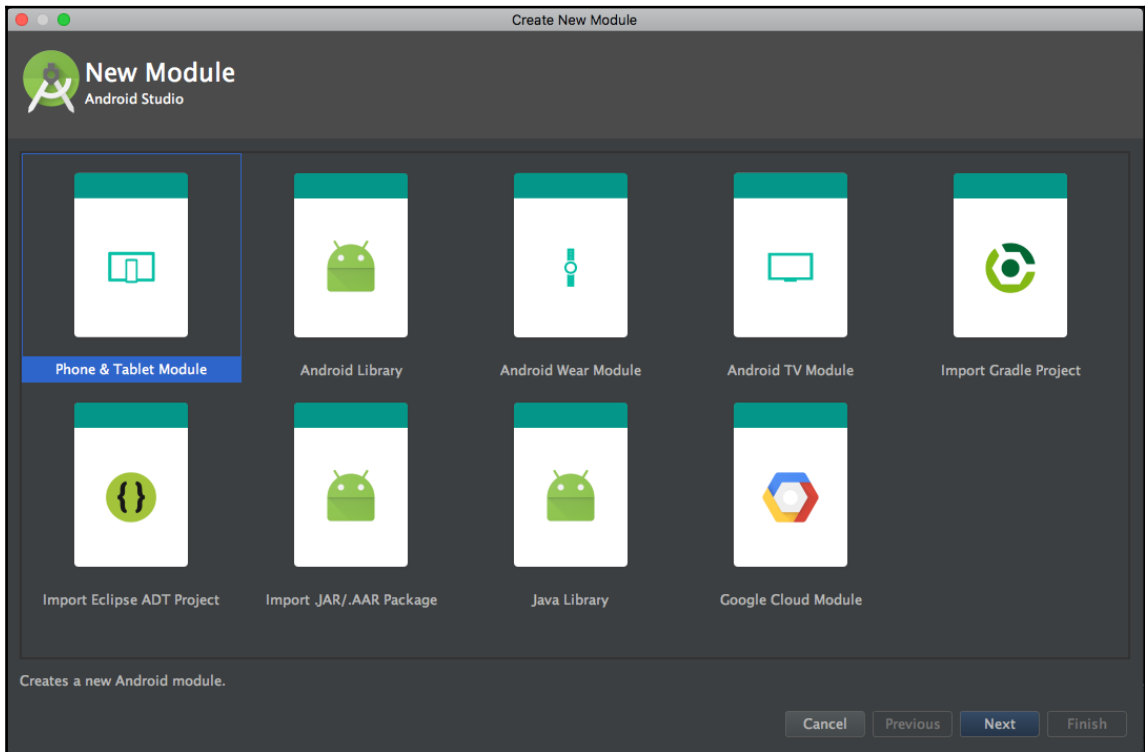 Create New Module
New Module
Android Studio
Phone & Tablet Module
Android Library
Android Wear Module
Android TV Module
Import Gradle Project
{}
Import Eclipse ADT Project
Import .JAR/.AAR Package
Java Library
Google Cloud Module
Creates a new Android module.
Cancel
Previous
Next
Finish